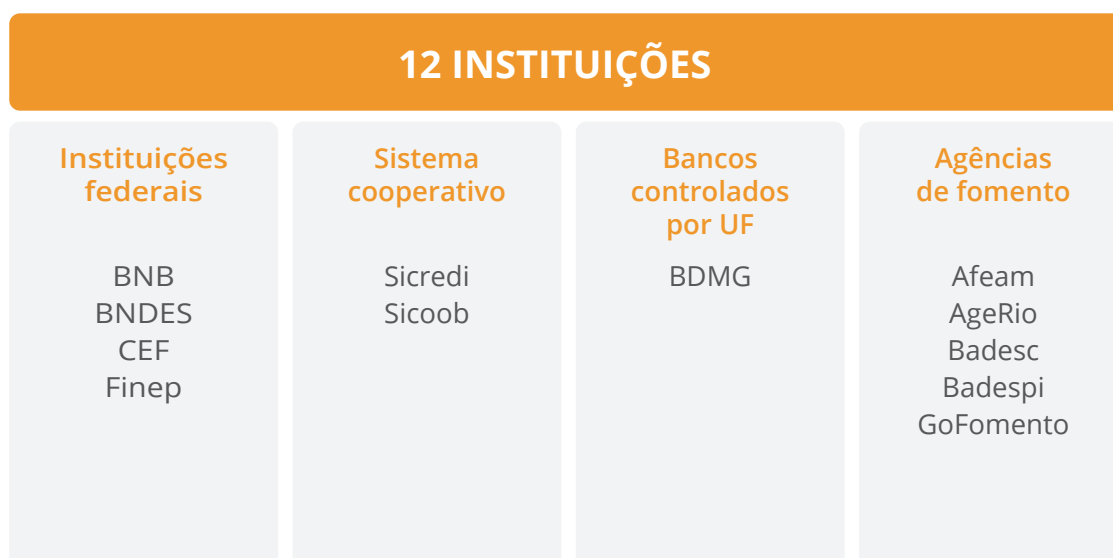 12 INSTITUIÇÕES
Instituições
federais
BNB
BNDES
CEF
Finep
Sistema
cooperativo
Sicredi
Sicoob
Bancos
controlados
por UF
BDMG
Agências
de fomento
Afeam
AgeRio
Badesc
Badespi
GoFomento